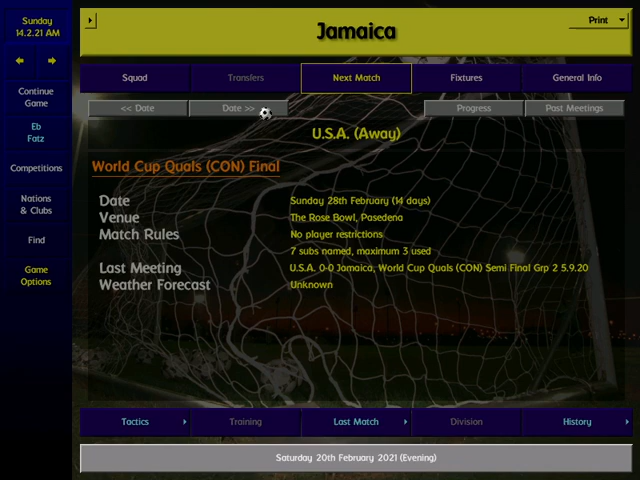 Sunday
14.2.21 AM
Jamaica
Print
Squad
Transfers
Next Match
Fixtures
General Info
Continue
Game
<< Date
Date >>
Progress
Past Meetings
Eb
Fatz
U.S.A. (Away)
Competitions
World Cup Quals (CON) Final
Nations
& Clubs
Date
Sunday 28th February (14 days)
Venue
The Rose Bowl, Pasedena
Match Rules
No player restrictions
Find
7 subs named, maximum 3 used
Last Meeting
U.S.A. 0-0 Jamaica, World Cup Quals (CON) Semi Final Grp 2 5.9.20
Game
Options
Weather Forecast
Unknown
Tactics
Training
Last Match
Division
History
Saturday 20th February 2021 (Evening)